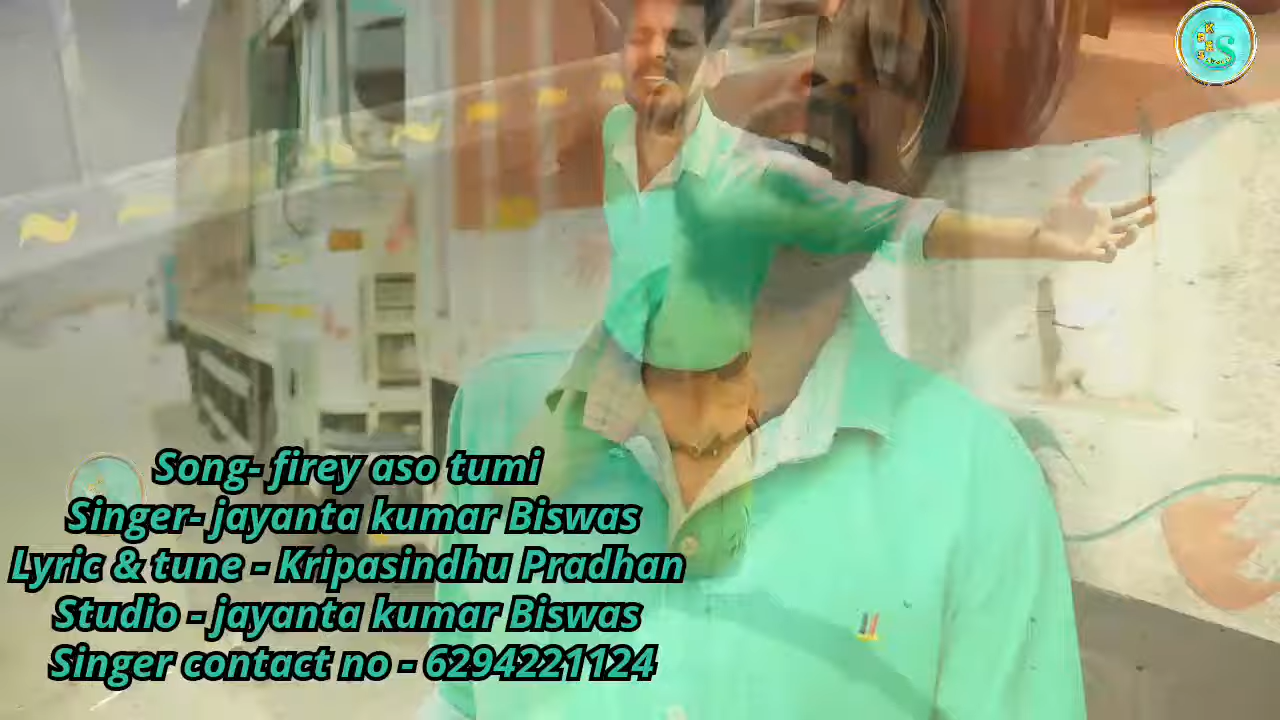 Song- firey aso tumi
Singer- jayanta kumar Biswas
Lyric & tune - Kripasindhu Pradhan
Studio - jayanta kumar Biswas
Singer contact no - 6294221124